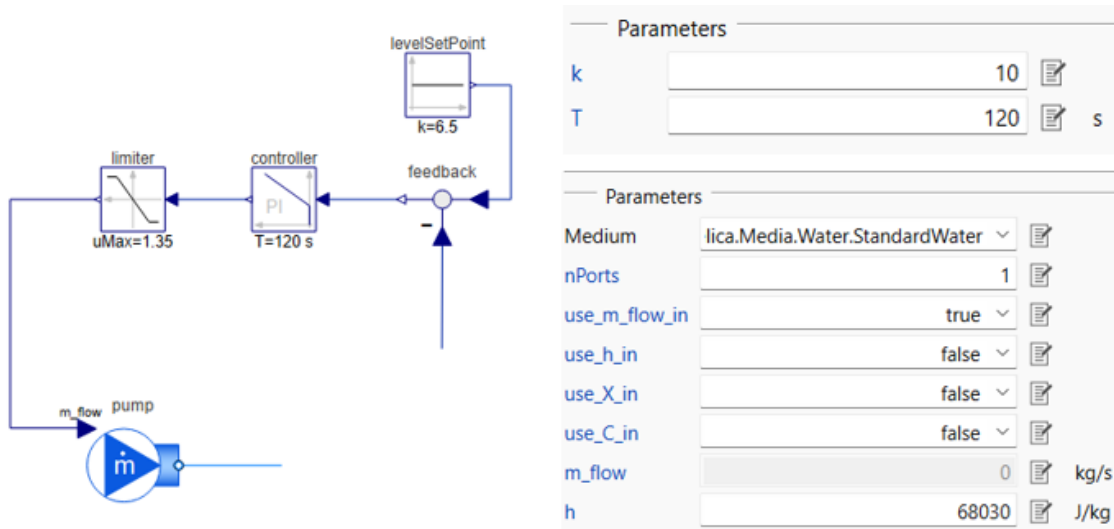 levelSetPoint
k=6.5
limiter
controller
feedback
PI
uMax=1.35
T=120 s
m_flow
pump
ṁ
Parameters
k 10
T 120 s
Parameters
Medium lica.Media.Water.StandardWater
nPorts 1
use_m_flow_in true
use_h_in false
use_X_in false
use_C_in false
m_flow 0 kg/s
h 68030 J/kg